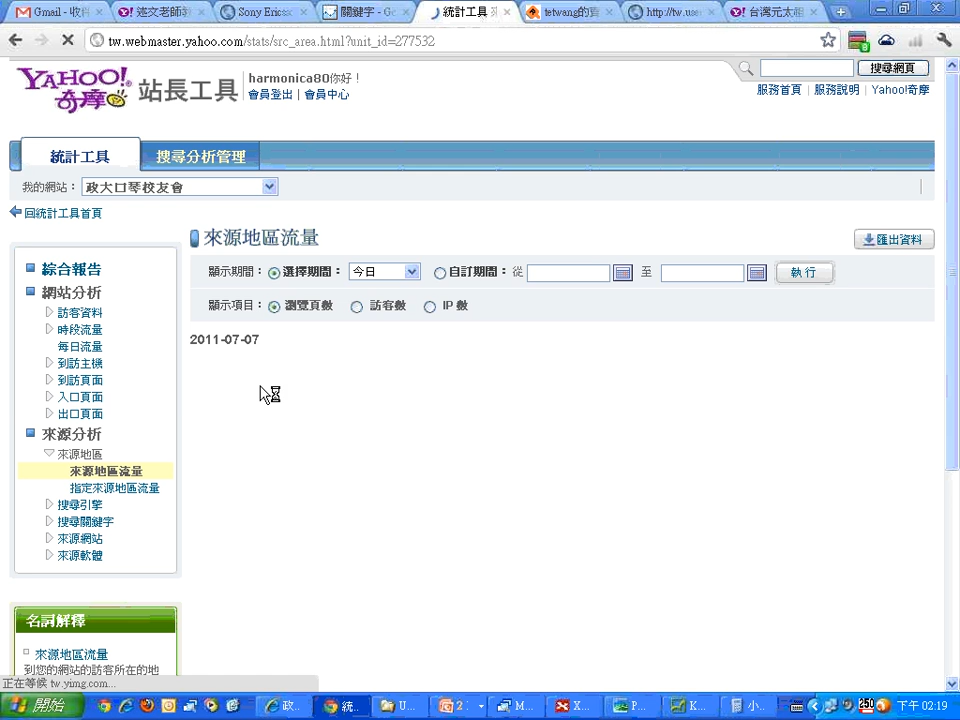 Gmail - 收件
迷文老師教
Sony Ericss
關鍵字 - Go
統計工具
tetwang的寶
http://tw.use
台灣元太祖
tw.webmaster.yahoo.com/stats/src_area.html?unit_id=277532
YAHOO!
奇摩
站長工具
harmonica80你好！
會員登出 | 會員中心
搜尋網頁
服務首頁 | 服務說明 | Yahoo!奇摩
統計工具
搜尋分析管理
我的網站：
政大口琴校友會
回統計工具首頁
綜合報告
網站分析
訪客資料
時段流量
每日流量
到訪主機
到訪頁面
入口頁面
出口頁面
來源分析
來源地區
來源地區流量
指定來源地區流量
搜尋引擎
搜尋關鍵字
來源網站
來源軟體
來源地區流量
匯出資料
顯示期間：
選擇期間：
今日
自訂期間：從
至
執行
顯示項目：
瀏覽頁數
訪客數
IP 數
2011-07-07
名詞解釋
來源地區流量
到您的網站的訪客所在的地
正在等候 tw.yimg.com...
開始
政...
統...
U...
2
M...
X...
P...
K...
小...
250
下午 02:19